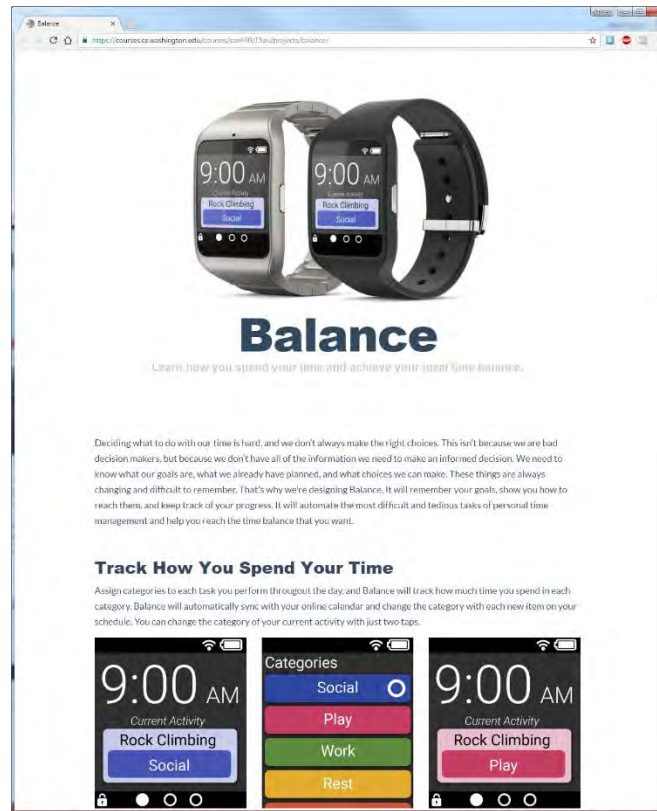 Balance
https://courses.cs.washington.edu/courses/cse440/15au/projects/balance/
9:00 AM
Current Activity
Rock Climbing
Social
9:00 AM
Current Activity
Rock Climbing
Social
Balance
Learn how you spend your time and achieve your ideal time balance.
Deciding what to do with our time is hard, and we don't always make the right choices. This isn't because we are bad
decision makers, but because we don't have all of the information we need to make an informed decision. We need to
know what our goals are, what we already have planned, and what choices we can make. These things are always
changing and difficult to remember. That's why we're designing Balance. It will remember your goals, show you how to
reach them, and keep track of your progress. It will automate the most difficult and tedious tasks of personal time
management and help you reach the time balance that you want.
Track How You Spend Your Time
Assign categories to each task you perform througout the day, and Balance will track how much time you spend in each
category. Balance will automatically sync with your online calendar and change the category with each new item on your
schedule. You can change the category of your current activity with just two taps.
9:00 AM
Current Activity
Rock Climbing
Social
Categories
Social
Play
Work
Rest
9:00 AM
Current Activity
Rock Climbing
Play